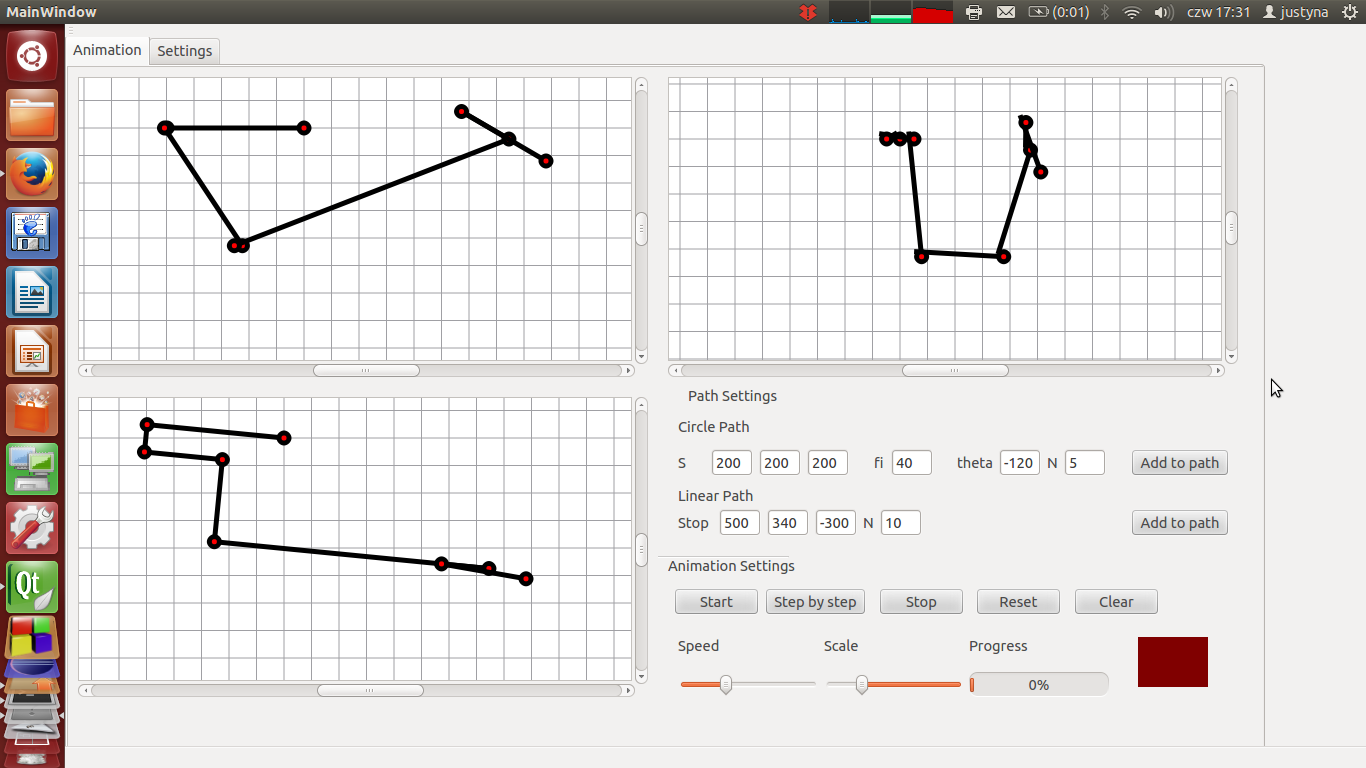 MainWindow (0:01) czw 17:31 justyna
Animation Settings
Path Settings
Circle Path
S 200 200 200 fi 40 theta -120 N 5 Add to path
Linear Path
Stop 500 340 -300 N 10 Add to path
Animation Settings
Start Step by step Stop Reset Clear
Speed Scale Progress
0%
Qt